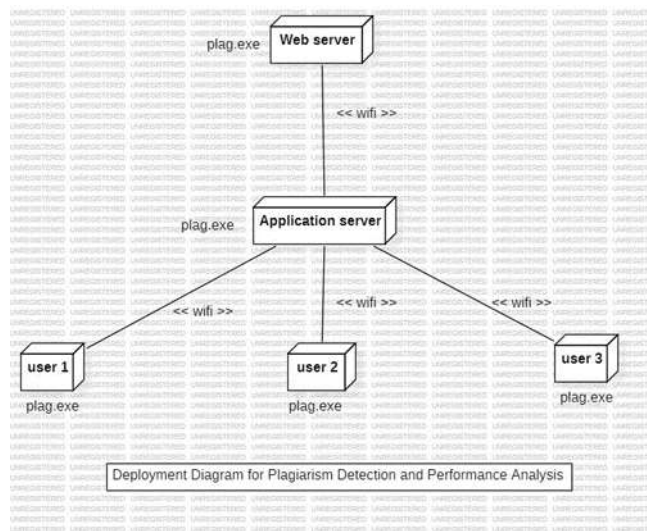 Web server
plag.exe
<< wifi >>
Application server
plag.exe
<< wifi >>
<< wifi >>
<< wifi >>
user 1
user 2
user 3
plag.exe
plag.exe
plag.exe
Deployment Diagram for Plagiarism Detection and Performance Analysis
UNREGISTERED